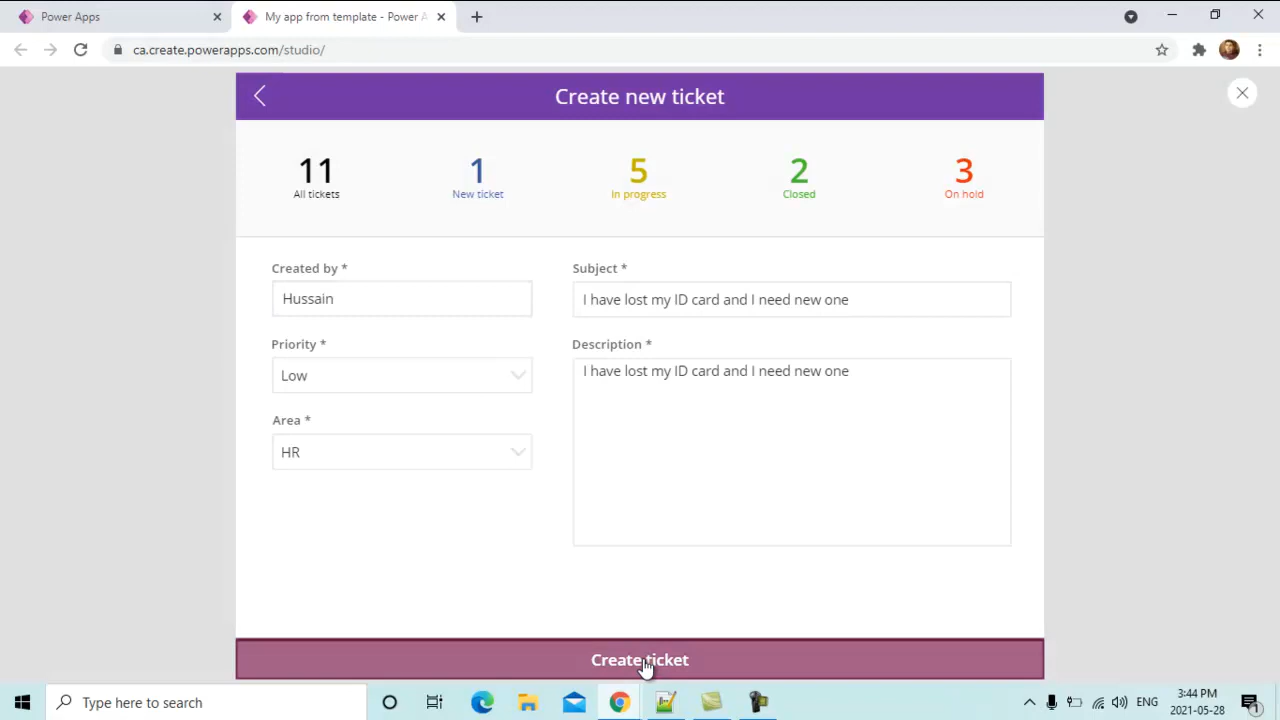 Power Apps
My app from template - Power A
ca.create.powerapps.com/studio/
Create new ticket
11
All tickets
1
New ticket
5
In progress
2
Closed
3
On hold
Created by *
Hussain
Priority *
Low
Area *
HR
Subject *
I have lost my ID card and I need new one
Description *
I have lost my ID card and I need new one
Create ticket
Type here to search
ENG
3:44 PM
2021-05-28
1